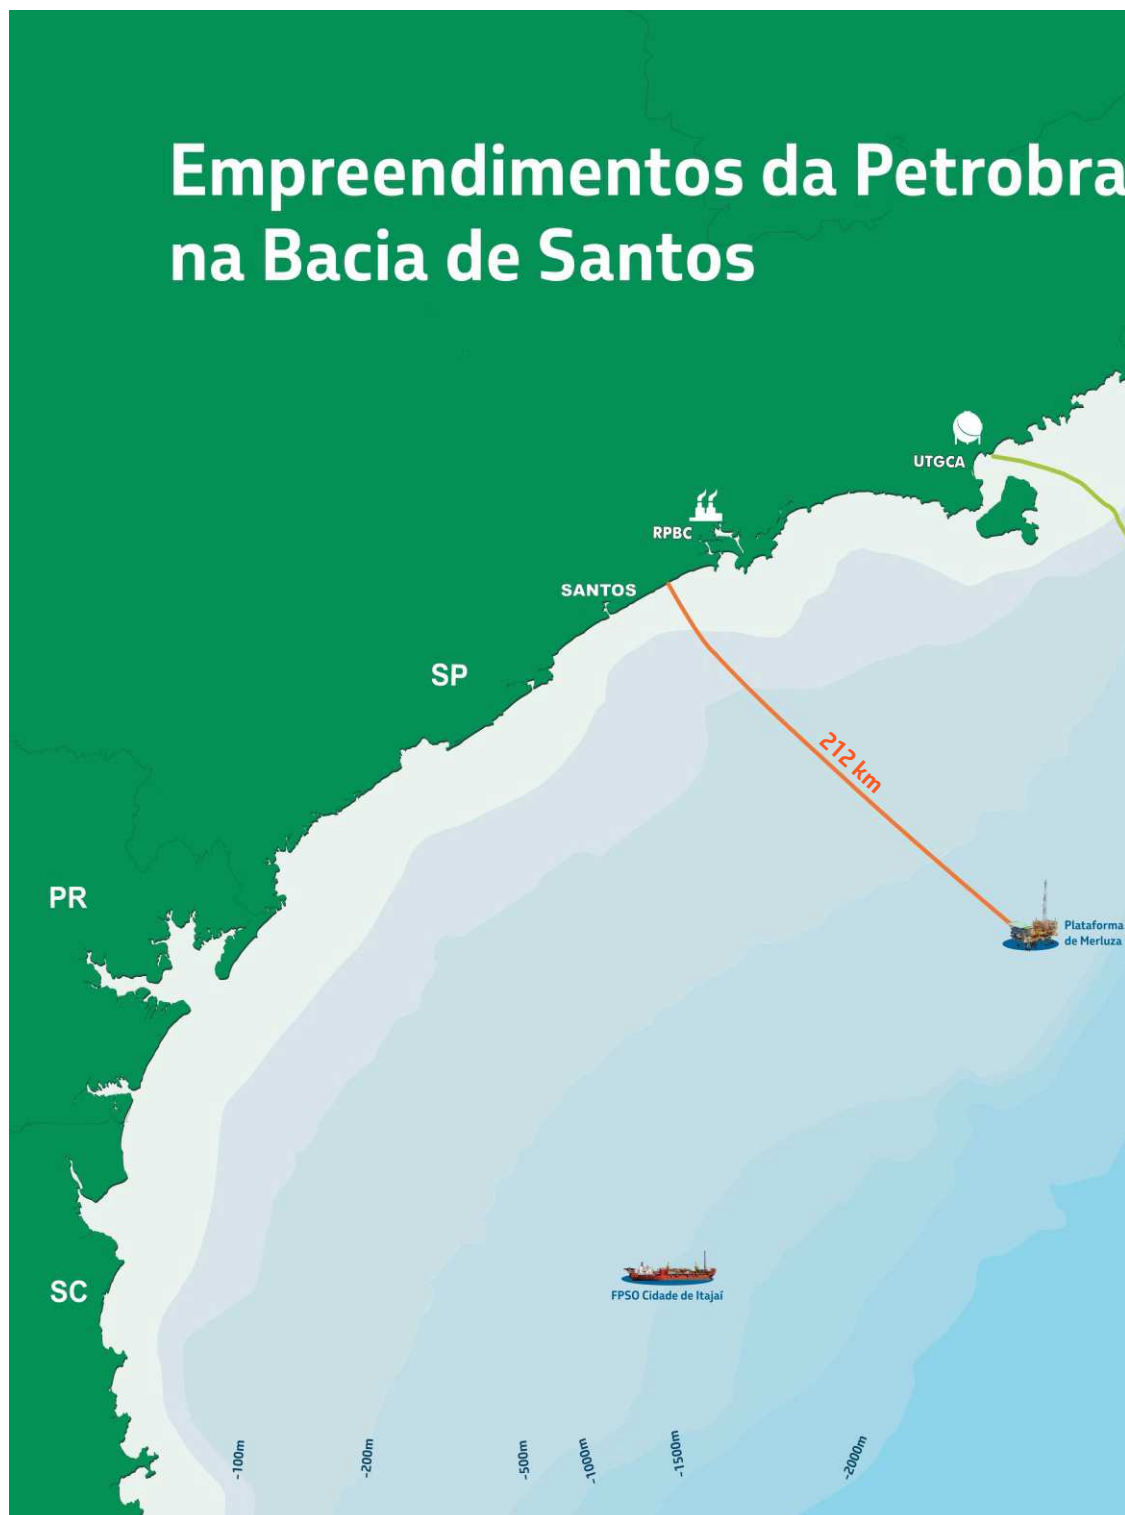 Empreendimentos da Petrobra
na Bacia de Santos
UTGCA
RPBC
SANTOS
SP
212 km
PR
Plataforma
de Merluza
SC
FPSO Cidade de Itajaí
-100m
-200m
-500m
-1000m
-1500m
-2000m